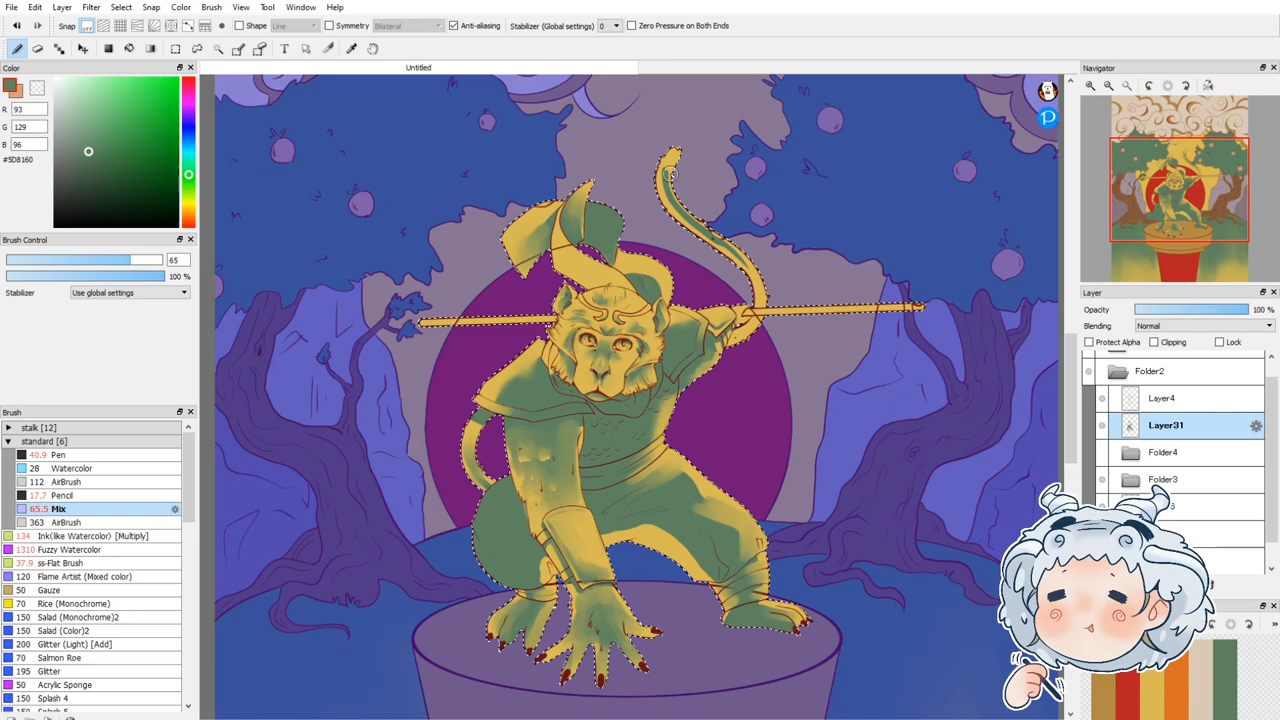 File Edit Layer Filter Select Snap Color Brush View Tool Window Help
Snap OFF Shape Line Symmetry Bilateral Anti-aliasing Stabilizer (Global settings) 0 Zero Pressure on Both Ends
Color
Untitled
Navigator
R 93
G 129
B 96
#5D8160
Brush Control
65
100 %
Stabilizer Use global settings
Layer
Opacity 100 %
Blending Normal
Protect Alpha Clipping Lock
Folder2
Layer4
Layer31
Folder4
Folder3
Brush
stalk [12]
standard [6]
40.9 Pen
28 Watercolor
112 AirBrush
17.7 Pencil
65.5 Mix
363 AirBrush
134 Ink(like Watercolor) [Multiply]
1310 Fuzzy Watercolor
37.9 ss-Flat Brush
120 Flame Artist (Mixed color)
50 Gauze
70 Rice (Monochrome)
150 Salad (Monochrome)2
150 Salad (Color)2
200 Glitter (Light) [Add]
70 Salmon Roe
195 Glitter
50 Acrylic Sponge
150 Splash 4
150 Splash 5